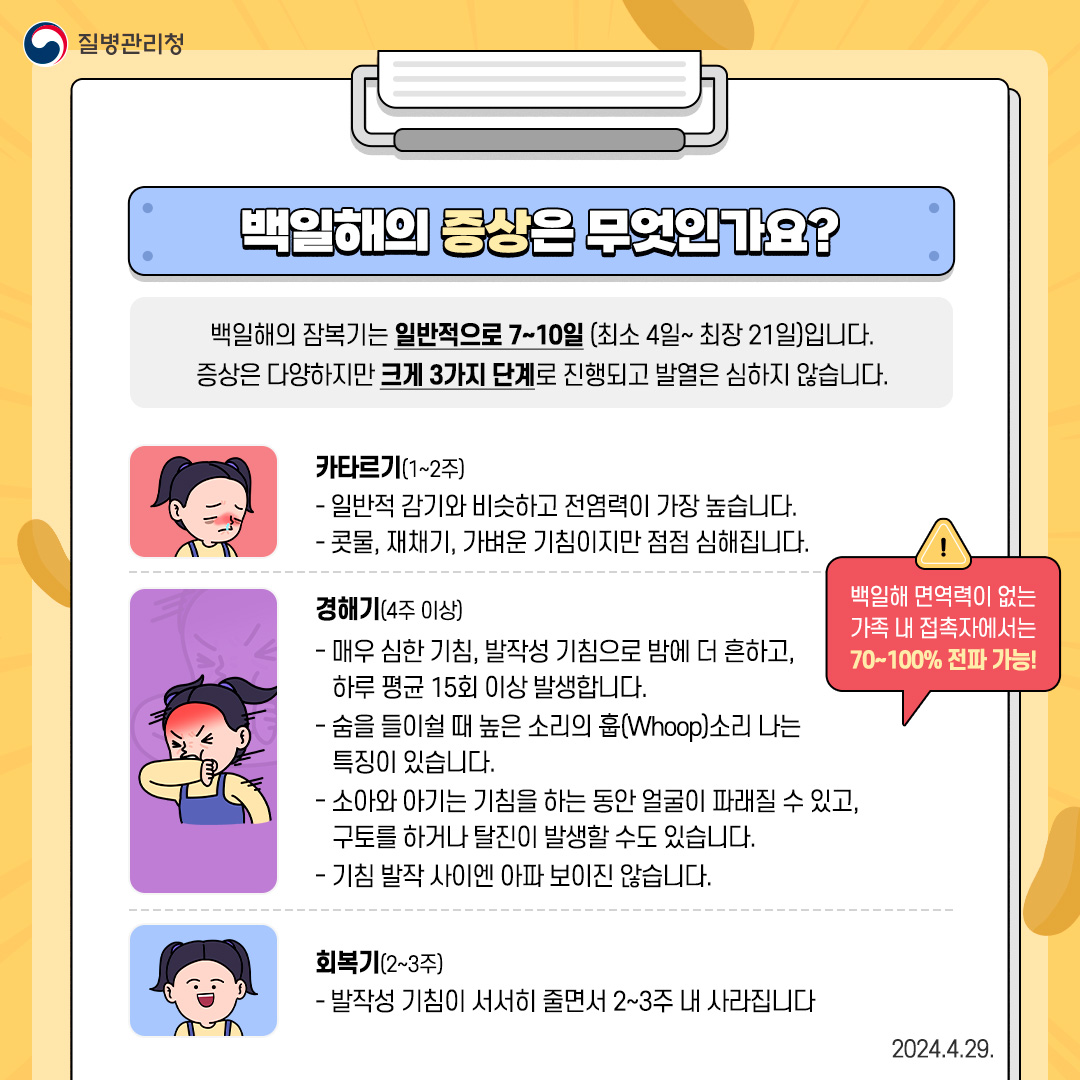 질병관리청
백일해의 증상은 무엇인가요?
백일해의 잠복기는 일반적으로 7~10일 (최소 4일~ 최장 21일)입니다.
증상은 다양하지만 크게 3가지 단계로 진행되고 발열은 심하지 않습니다.
카타르기(1~2주)
- 일반적 감기와 비슷하고 전염력이 가장 높습니다.
- 콧물, 재채기, 가벼운 기침이지만 점점 심해집니다.
!
백일해 면역력이 없는
가족 내 접촉자에서는
70~100% 전파 가능!
경해기(4주 이상)
- 매우 심한 기침, 발작성 기침으로 밤에 더 흔하고,
하루 평균 15회 이상 발생합니다.
- 숨을 들이쉴 때 높은 소리의 훕(Whoop)소리 나는
특징이 있습니다.
- 소아와 아기는 기침을 하는 동안 얼굴이 파래질 수 있고,
구토를 하거나 탈진이 발생할 수도 있습니다.
- 기침 발작 사이엔 아파 보이진 않습니다.
회복기(2~3주)
- 발작성 기침이 서서히 줄면서 2~3주 내 사라집니다
2024.4.29.